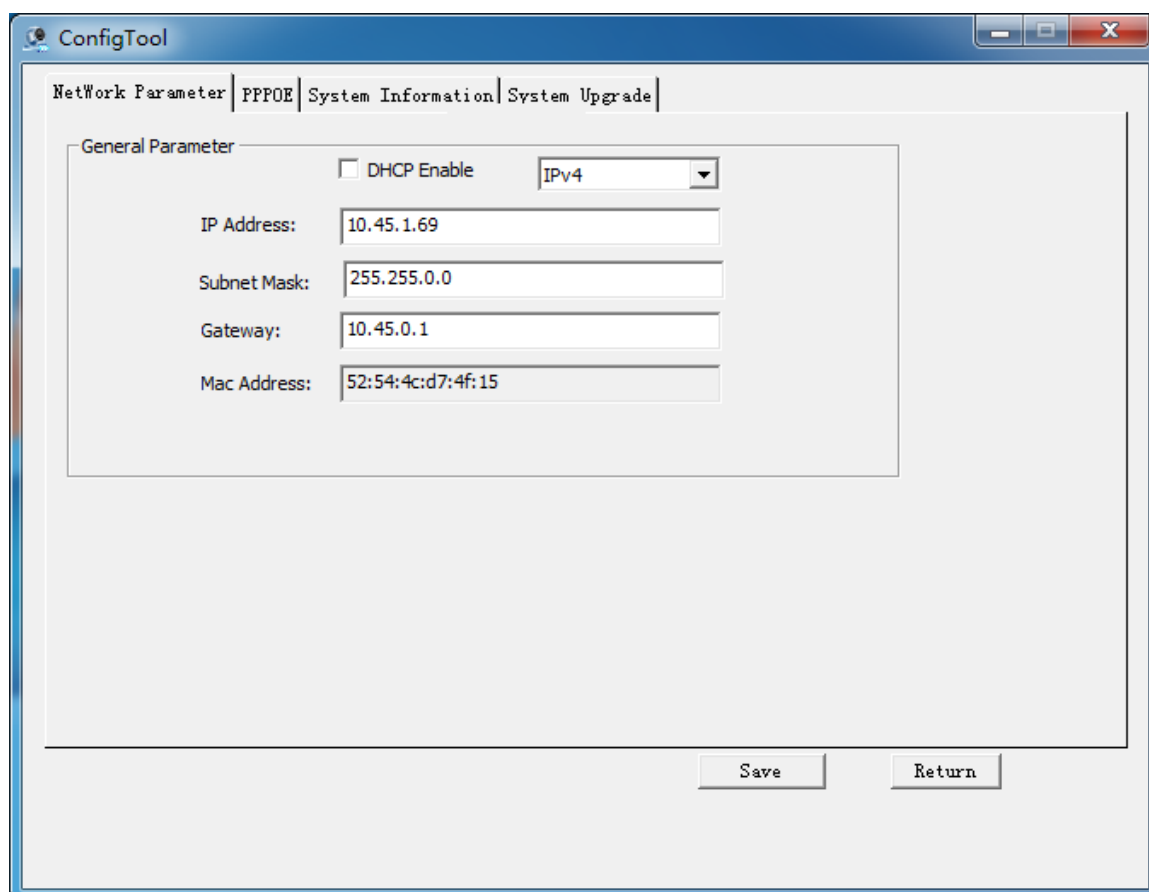 ConfigTool
NetWork Parameter PPPOE System Information System Upgrade
General Parameter
DHCP Enable IPv4
IP Address: 10.45.1.69
Subnet Mask: 255.255.0.0
Gateway: 10.45.0.1
Mac Address: 52:54:4c:d7:4f:15
Save Return